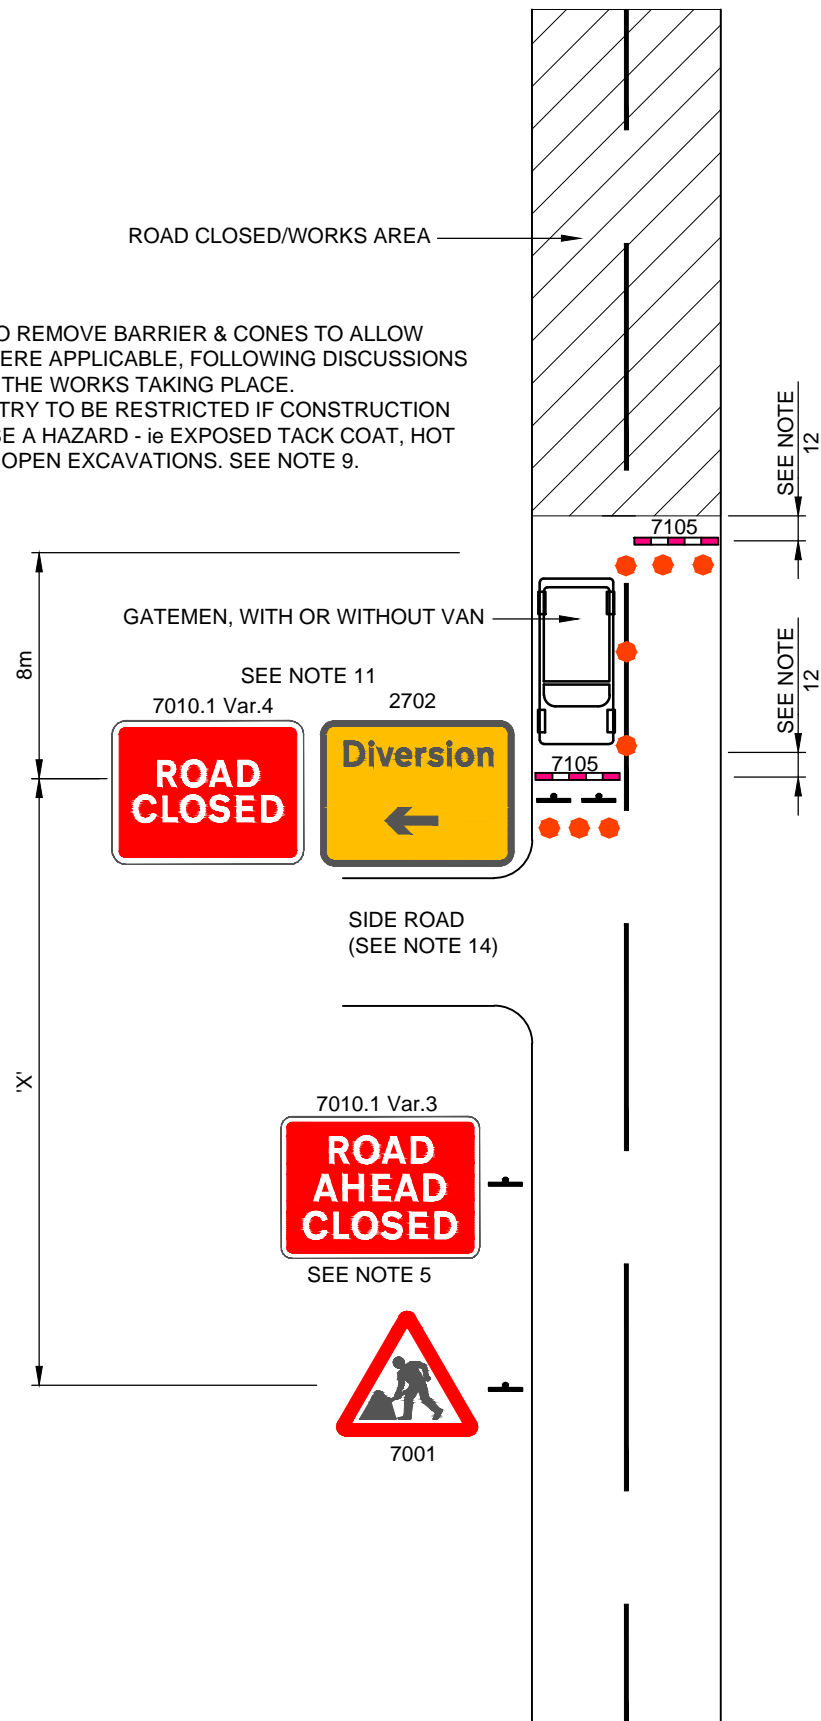 ROAD CLOSED/WORKS AREA
O REMOVE BARRIER & CONES TO ALLOW
ERE APPLICABLE, FOLLOWING DISCUSSIONS
THE WORKS TAKING PLACE.
TRY TO BE RESTRICTED IF CONSTRUCTION
SE A HAZARD - ie EXPOSED TACK COAT, HOT
OPEN EXCAVATIONS. SEE NOTE 9.
SEE NOTE
12
7105
GATEMEN, WITH OR WITHOUT VAN
8m
SEE NOTE
12
SEE NOTE 11
7010.1 Var.4
2702
ROAD
CLOSED
Diversion
7105
SIDE ROAD
(SEE NOTE 14)
'X'
7010.1 Var.3
ROAD
AHEAD
CLOSED
SEE NOTE 5
7001